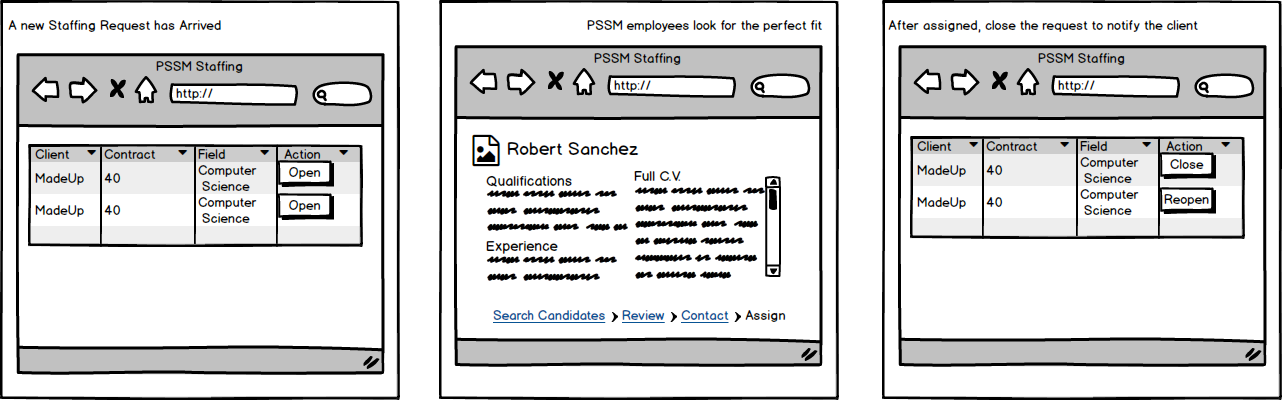 A new Staffing Request has Arrived
PSSM Staffing
http://
Client Contract Field Action
MadeUp 40 Computer Science Open
MadeUp 40 Computer Science Open
PSSM employees look for the perfect fit
PSSM Staffing
http://
Robert Sanchez
Qualifications
Experience
Full C.V.
Search Candidates Review Contact Assign
After assigned, close the request to notify the client
PSSM Staffing
http://
Client Contract Field Action
MadeUp 40 Computer Science Close
MadeUp 40 Computer Science Reopen